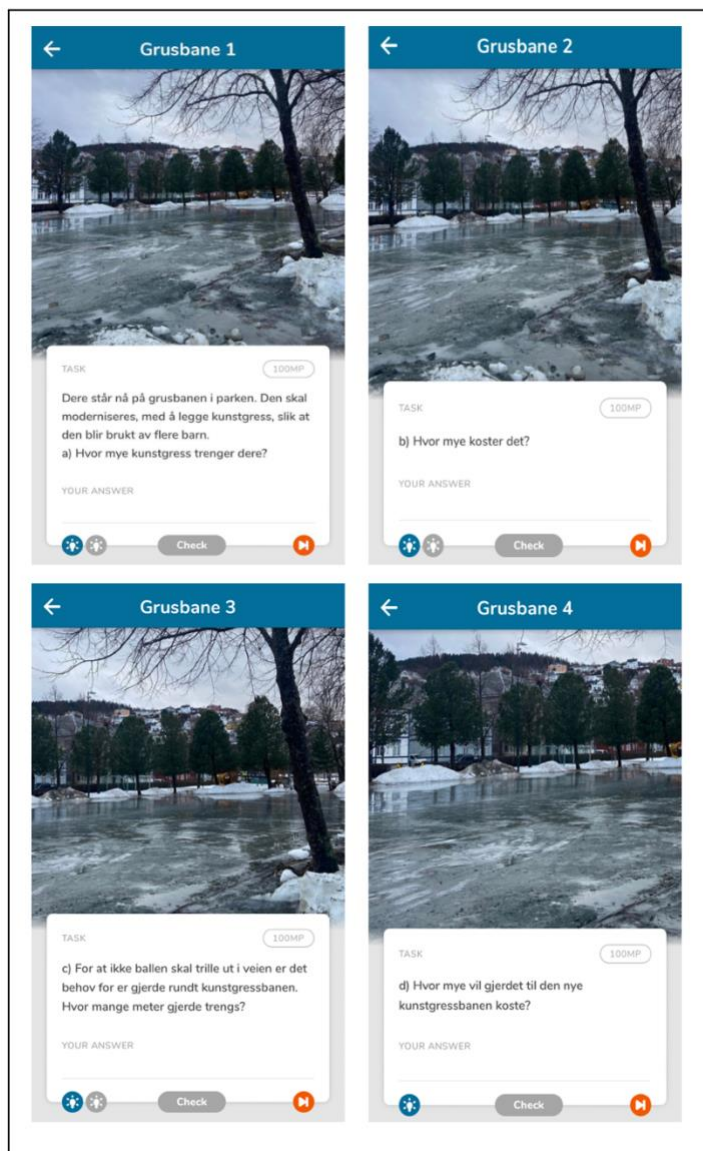 Grusbane 1
TASK
100MP
Dere står nå på grusbanen i parken. Den skal
moderniseres, med å legge kunstgress, slik at
den blir brukt av flere barn.
a) Hvor mye kunstgress trenger dere?
YOUR ANSWER
Check
Grusbane 2
TASK
100MP
b) Hvor mye koster det?
YOUR ANSWER
Check
Grusbane 3
TASK
100MP
c) For at ikke ballen skal trille ut i veien er det
behov for er gjerde rundt kunstgressbanen.
Hvor mange meter gjerde trengs?
YOUR ANSWER
Check
Grusbane 4
TASK
100MP
d) Hvor mye vil gjerdet til den nye
kunstgressbanen koste?
YOUR ANSWER
Check